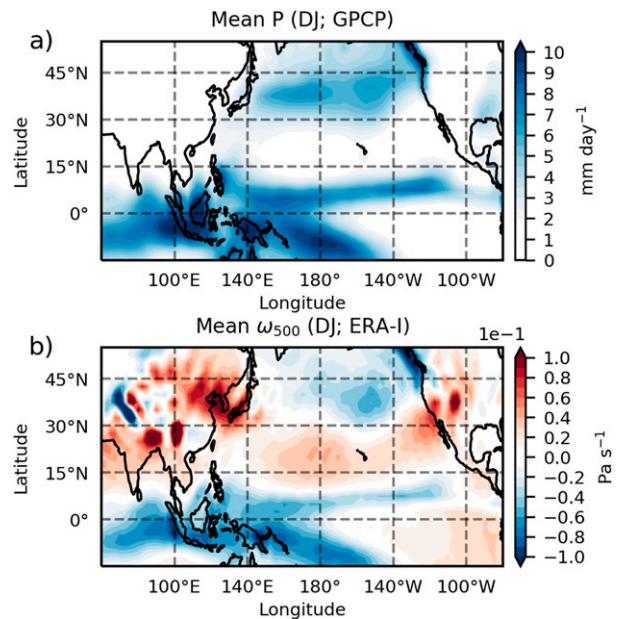 Mean P (DJ; GPCP)
a)
45°N
30°N
15°N
0°
Latitude
100°E 140°E 180° 140°W 100°W
Longitude
10
9
8
7
6
5
4
3
2
1
0
mm day⁻¹
Mean ω₅₀₀ (DJ; ERA-I)
1e−1
b)
45°N
30°N
15°N
0°
Latitude
100°E 140°E 180° 140°W 100°W
Longitude
1.0
0.8
0.6
0.4
0.2
0.0
−0.2
−0.4
−0.6
−0.8
−1.0
Pa s⁻¹